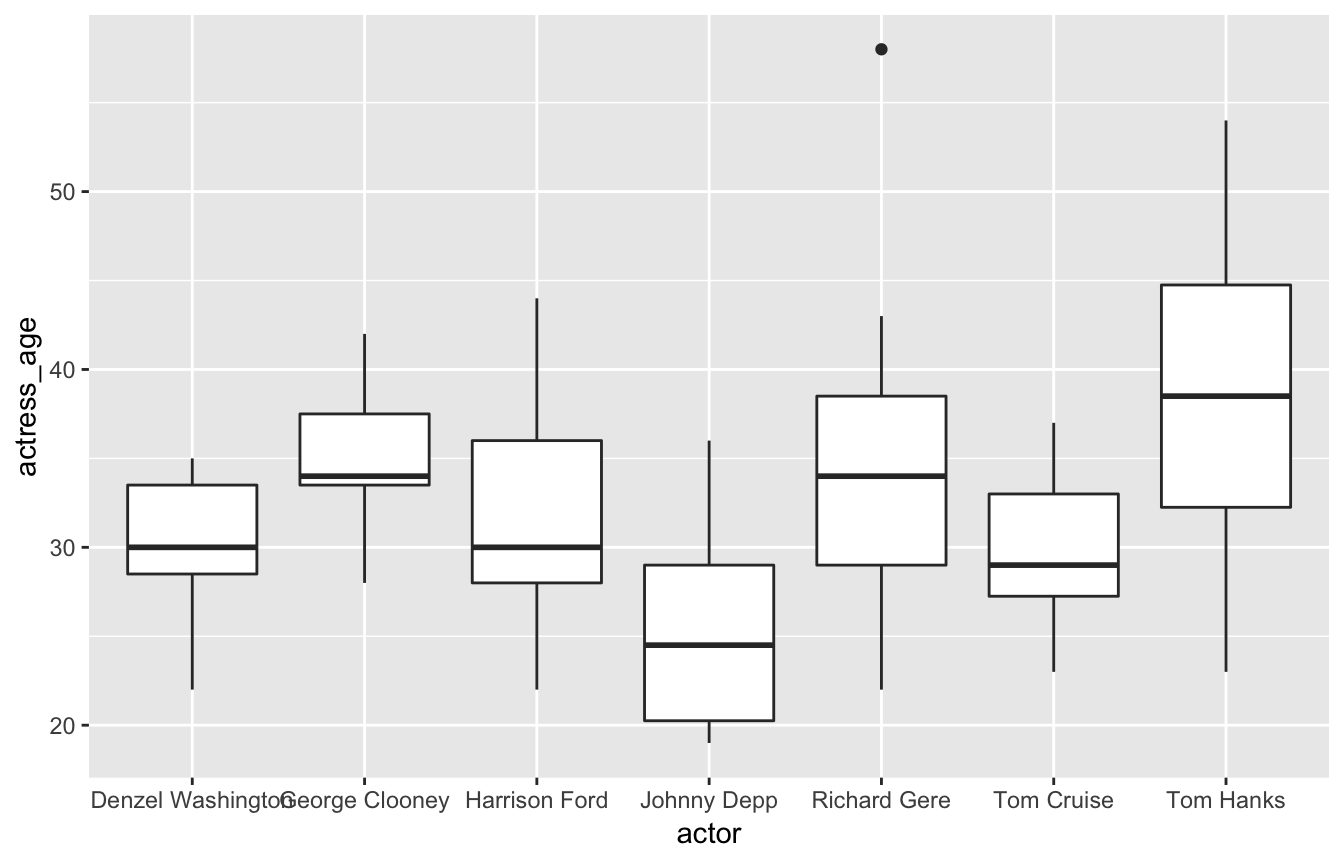 actress_age
50
40
30
20
Denzel Washington George Clooney Harrison Ford Johnny Depp Richard Gere Tom Cruise Tom Hanks
actor